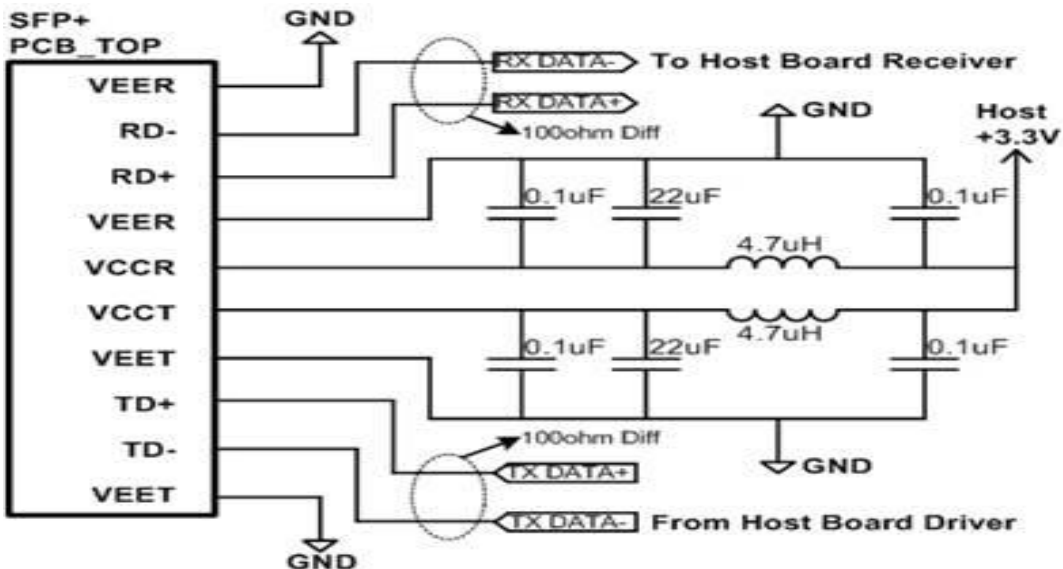 SFP+
PCB_TOP
GND
VEER
RD-
RD+
VEER
VCCR
VCCT
VEET
TD+
TD-
VEET
GND
RX DATA-
To Host Board Receiver
RX DATA+
100ohm Diff
GND
Host
+3.3V
0.1uF
22uF
0.1uF
4.7uH
4.7uH
0.1uF
22uF
0.1uF
100ohm Diff
GND
TX DATA+
TX DATA-
From Host Board Driver